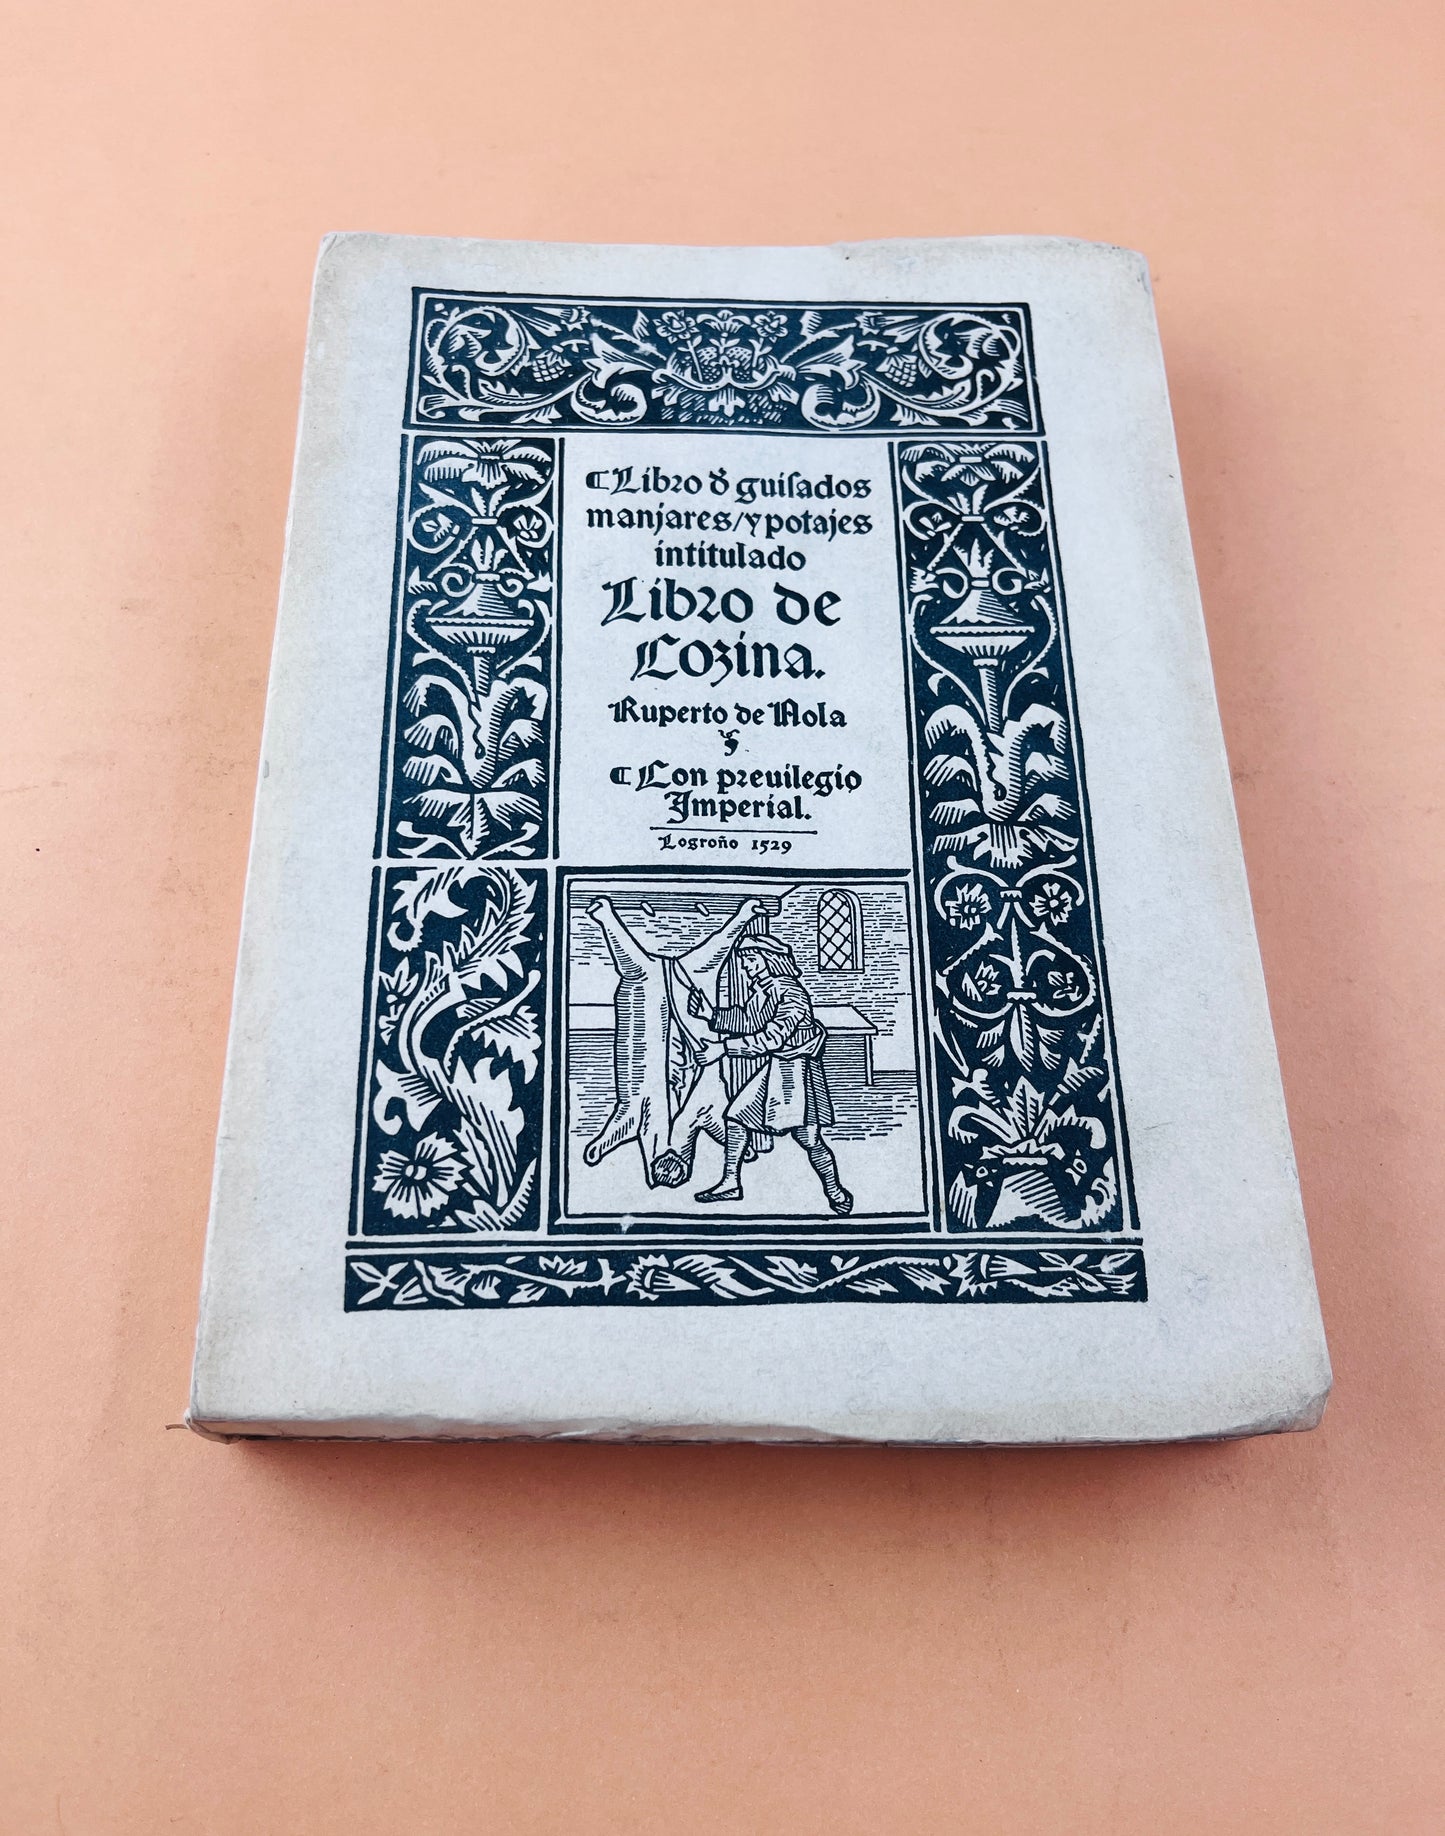 ¶ Libro đ guiſados
manjares/y potajes
intitulado
Libro de
Cozina.
Ruperto de Nola
¶ Con preuilegio
Imperial.
Logroño 1529